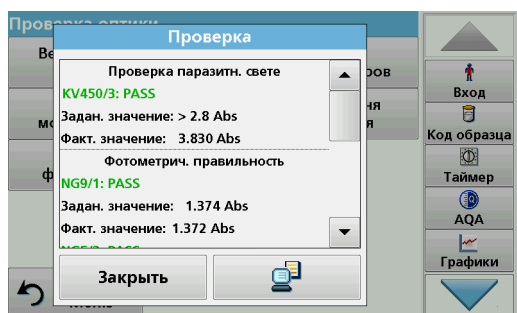 Проверка оптики
Проверка
Проверка паразитн. свете
KV450/3: PASS
Задан. значение: > 2.8 Abs
Факт. значение: 3.830 Abs
Фотометрич. правильность
NG9/1: PASS
Задан. значение: 1.374 Abs
Факт. значение: 1.372 Abs
Закрыть
Вход
Код образца
Таймер
AQA
Графики